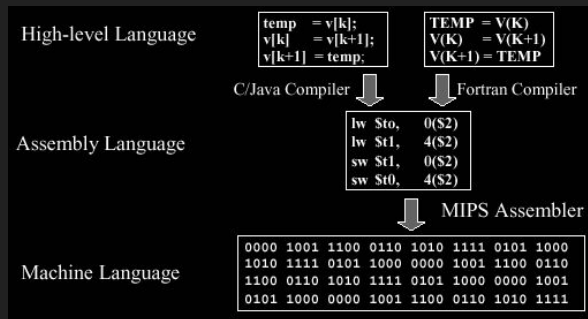 High-level Language
temp = v[k];
v[k] = v[k+1];
v[k+1] = temp;
TEMP = V(K)
V(K) = V(K+1)
V(K+1) = TEMP
C/Java Compiler
Fortran Compiler
Assembly Language
lw $to, 0($2)
lw $t1, 4($2)
sw $t1, 0($2)
sw $t0, 4($2)
MIPS Assembler
Machine Language
0000 1001 1100 0110 1010 1111 0101 1000
1010 1111 0101 1000 0000 1001 1100 0110
1100 0110 1010 1111 0101 1000 0000 1001
0101 1000 0000 1001 1100 0110 1010 1111